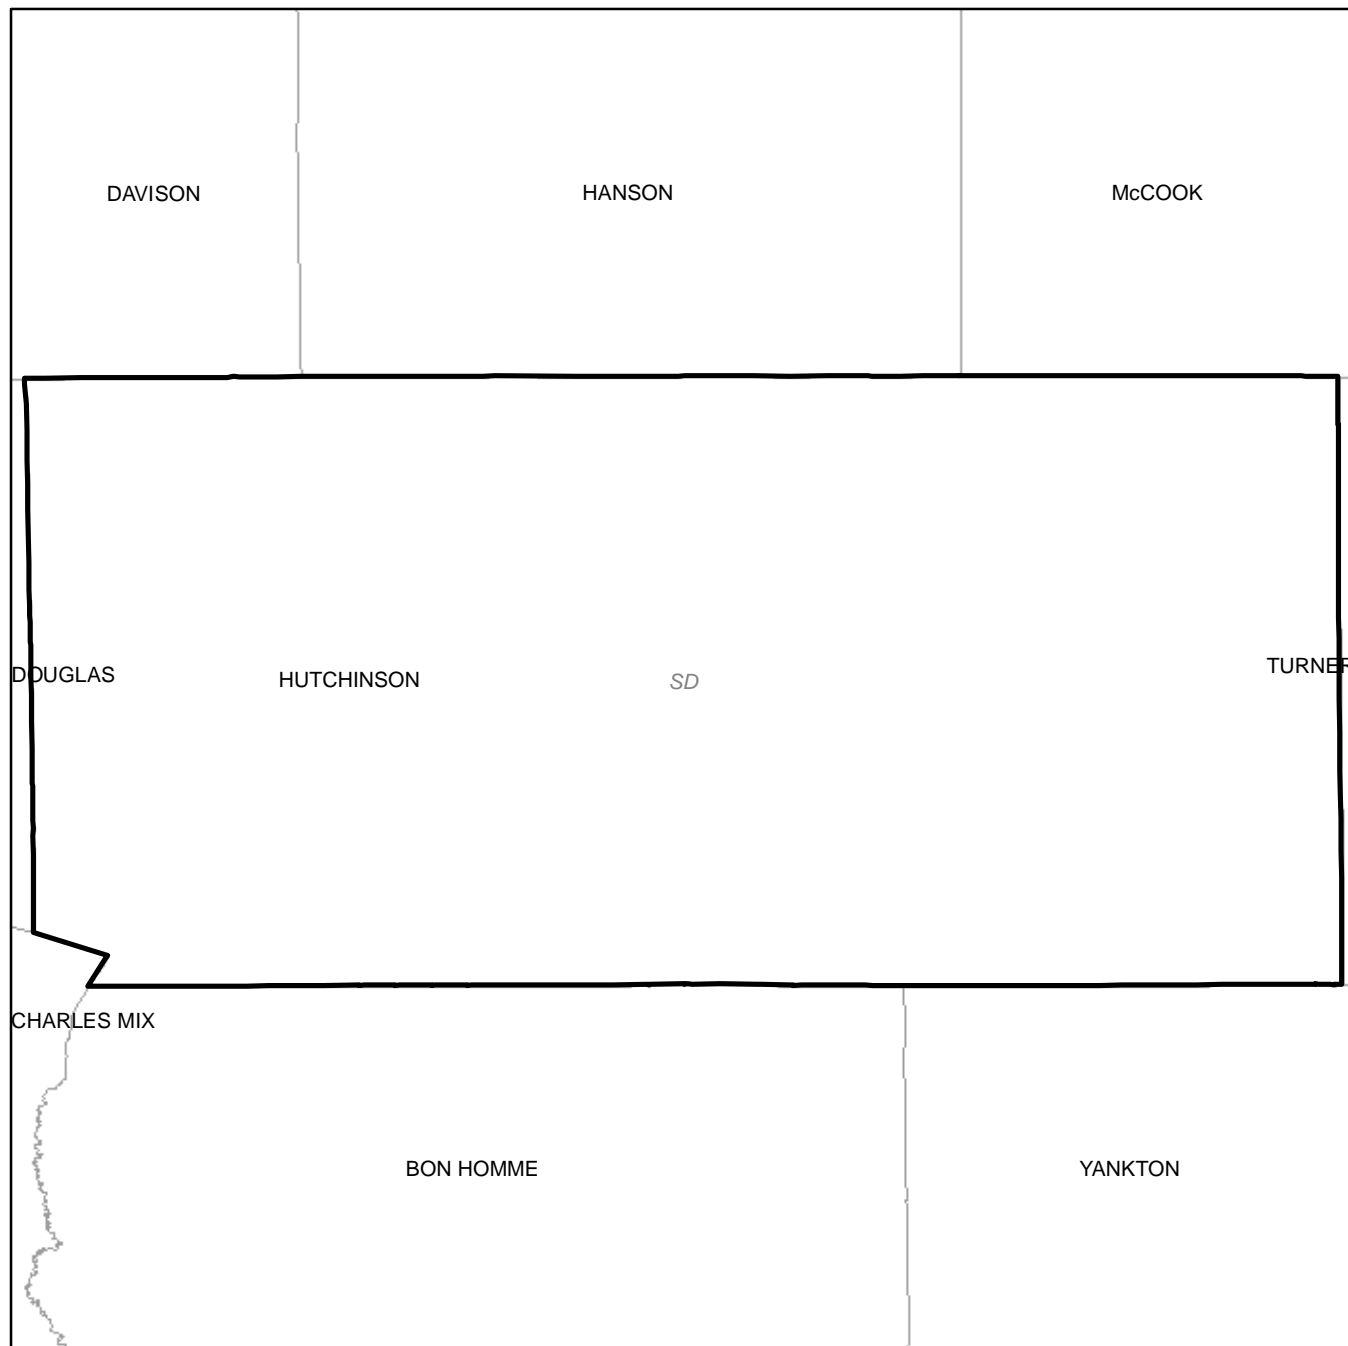 DAVISON
HANSON
McCOOK
DOUGLAS
HUTCHINSON
SD
TURNER
CHARLES MIX
BON HOMME
YANKTON